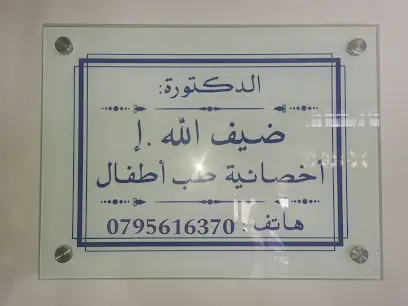 الدكتورة:
ضيف الله .إ
أخصائية طب أطفال
هاتف : 0795616370